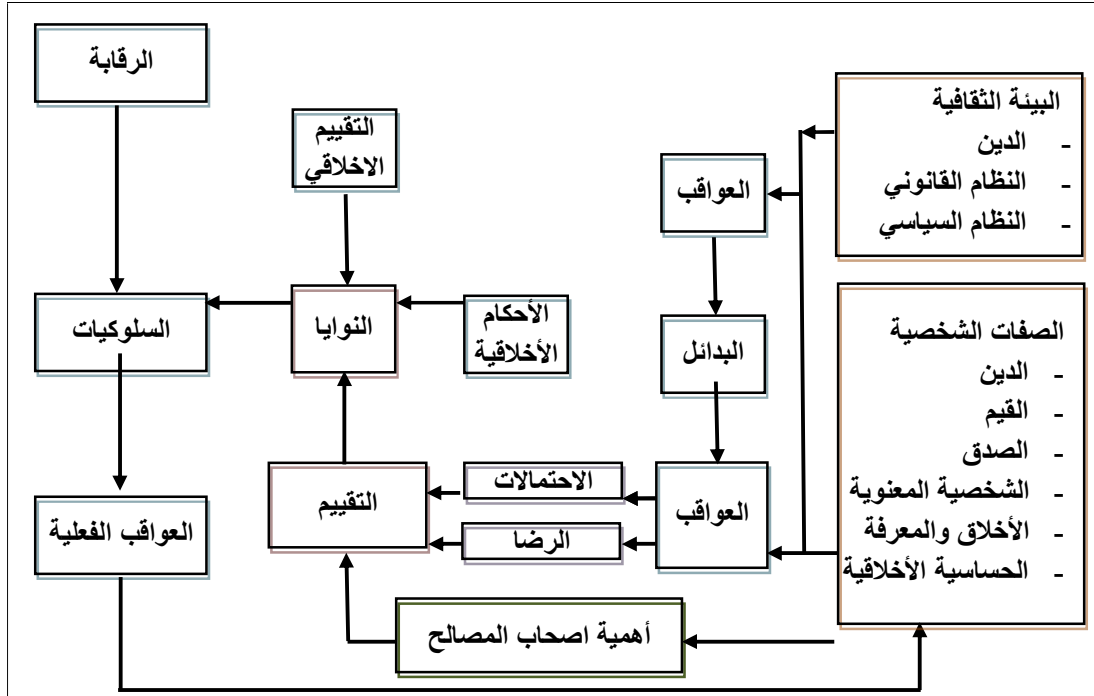 الرقابة
البيئة الثقافية
- الدين
- النظام القانوني
- النظام السياسي
التقييم
الاخلاقي
العواقب
السلوكيات
النوايا
الأحكام
الأخلاقية
البدائل
الصفات الشخصية
- الدين
- القيم
- الصدق
- الشخصية المعنوية
- الأخلاق والمعرفة
- الحساسية الأخلاقية
العواقب الفعلية
التقييم
الاحتمالات
الرضا
العواقب
أهمية اصحاب المصالح